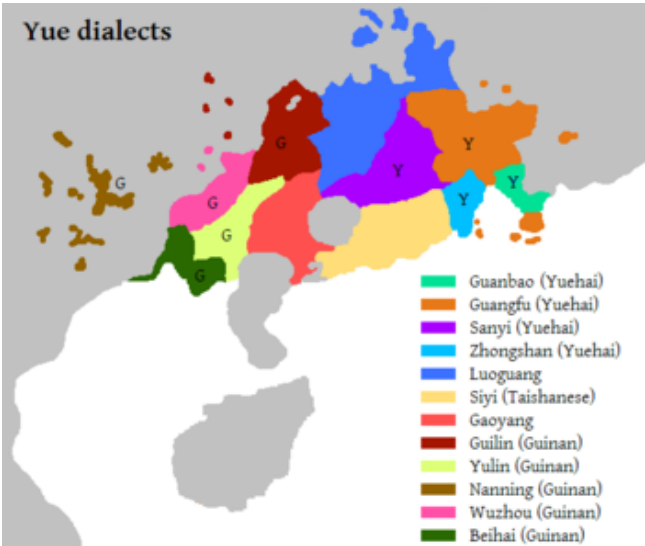 Yue dialects
G
Y
Y
G
Y
Y
G
G
G
Guanbao (Yuehai)
Guangfu (Yuehai)
Sanyi (Yuehai)
Zhongshan (Yuehai)
Luoguang
Siyi (Taishanese)
Gaoyang
Guilin (Guinan)
Yulin (Guinan)
Nanning (Guinan)
Wuzhou (Guinan)
Beihai (Guinan)